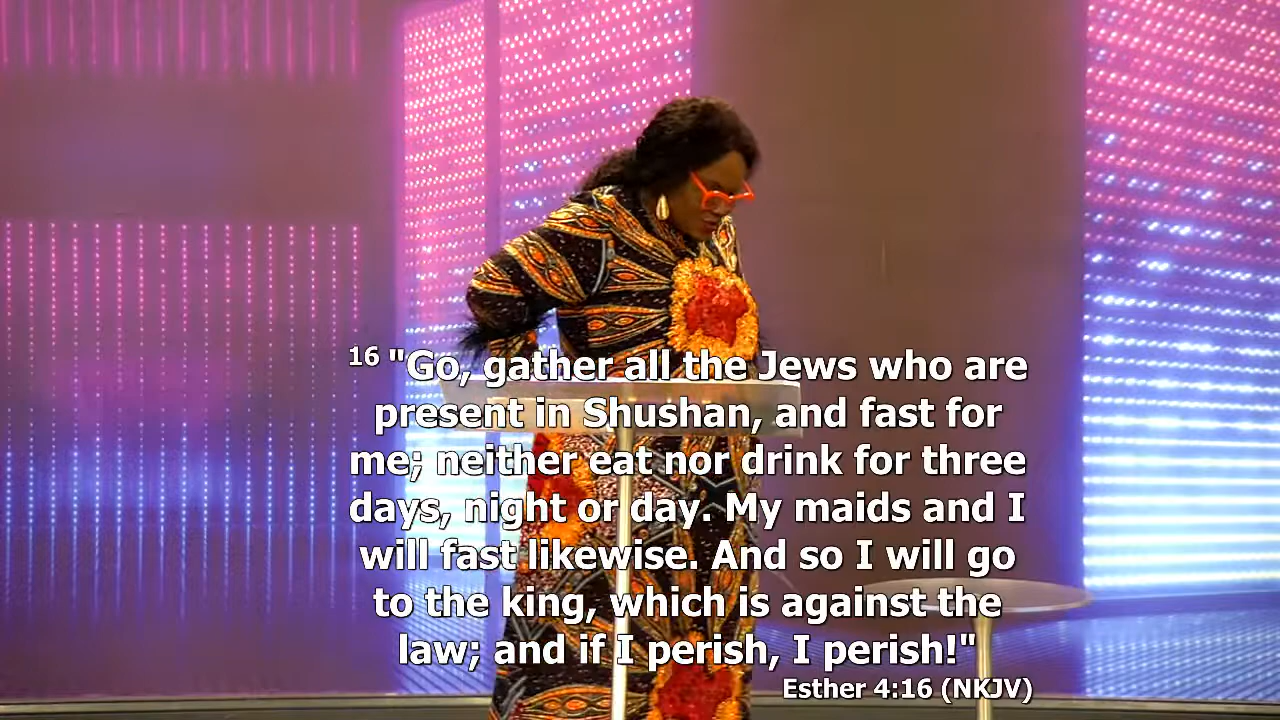 16 "Go, gather all the Jews who are
present in Shushan, and fast for
me; neither eat nor drink for three
days, night or day. My maids and I
will fast likewise. And so I will go
to the king, which is against the
law; and if I perish, I perish!"
Esther 4:16 (NKJV)